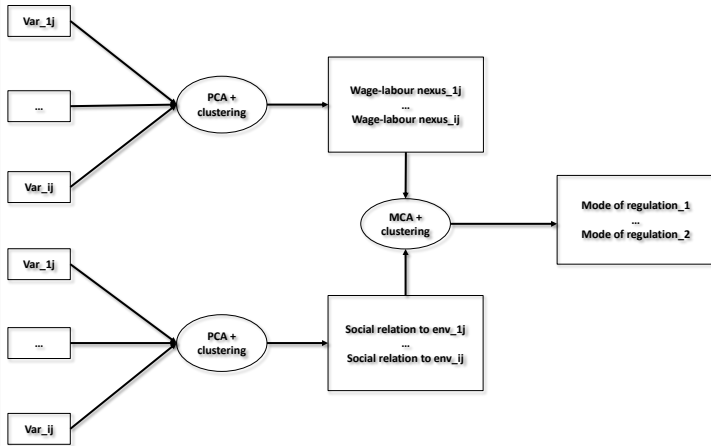 Var_1j
...
Var_ij
PCA +
clustering
Wage-labour nexus_1j
...
Wage-labour nexus_ij
MCA +
clustering
Mode of regulation_1
...
Mode of regulation_2
Var_1j
...
Var_ij
PCA +
clustering
Social relation to env_1j
...
Social relation to env_ij